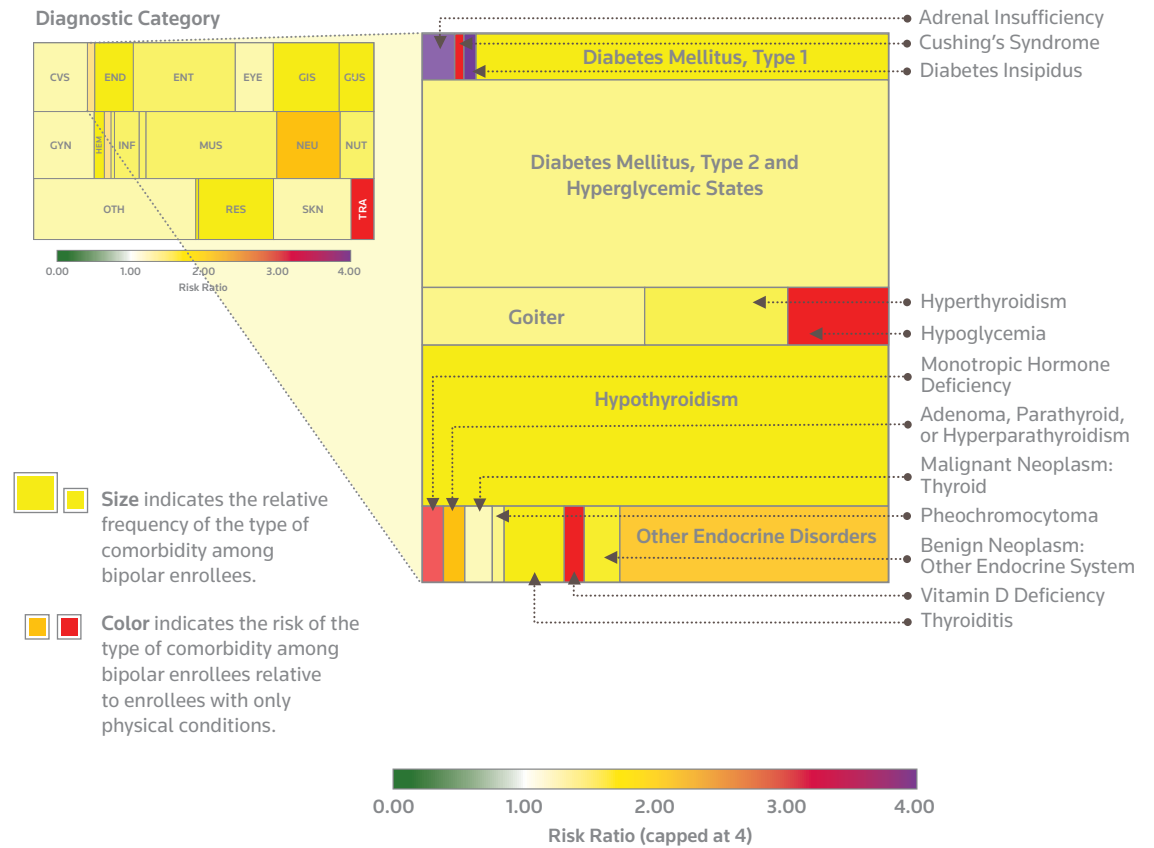 Diagnostic Category
CVS
END
ENT
EYE
GIS
GUS
GYN
HEM
INF
MUS
NEU
NUT
OTH
RES
SKN
TRA
0.00 1.00 2.00 3.00 4.00
Risk Ratio
Adrenal Insufficiency
Cushing's Syndrome
Diabetes Insipidus
Diabetes Mellitus, Type 1
Diabetes Mellitus, Type 2 and
Hyperglycemic States
Goiter
Hyperthyroidism
Hypoglycemia
Hypothyroidism
Monotropic Hormone
Deficiency
Adenoma, Parathyroid,
or Hyperparathyroidism
Malignant Neoplasm:
Thyroid
Pheochromocytoma
Other Endocrine Disorders
Benign Neoplasm:
Other Endocrine System
Vitamin D Deficiency
Thyroiditis
Size indicates the relative
frequency of the type of
comorbidity among
bipolar enrollees.
Color indicates the risk of the
type of comorbidity among
bipolar enrollees relative
to enrollees with only
physical conditions.
0.00 1.00 2.00 3.00 4.00
Risk Ratio (capped at 4)